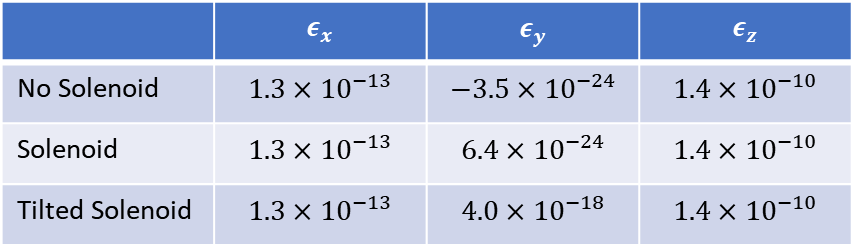 ϵₓ ϵᵧ ϵ_z
No Solenoid 1.3 × 10⁻¹³ −3.5 × 10⁻²⁴ 1.4 × 10⁻¹⁰
Solenoid 1.3 × 10⁻¹³ 6.4 × 10⁻²⁴ 1.4 × 10⁻¹⁰
Tilted Solenoid 1.3 × 10⁻¹³ 4.0 × 10⁻¹⁸ 1.4 × 10⁻¹⁰